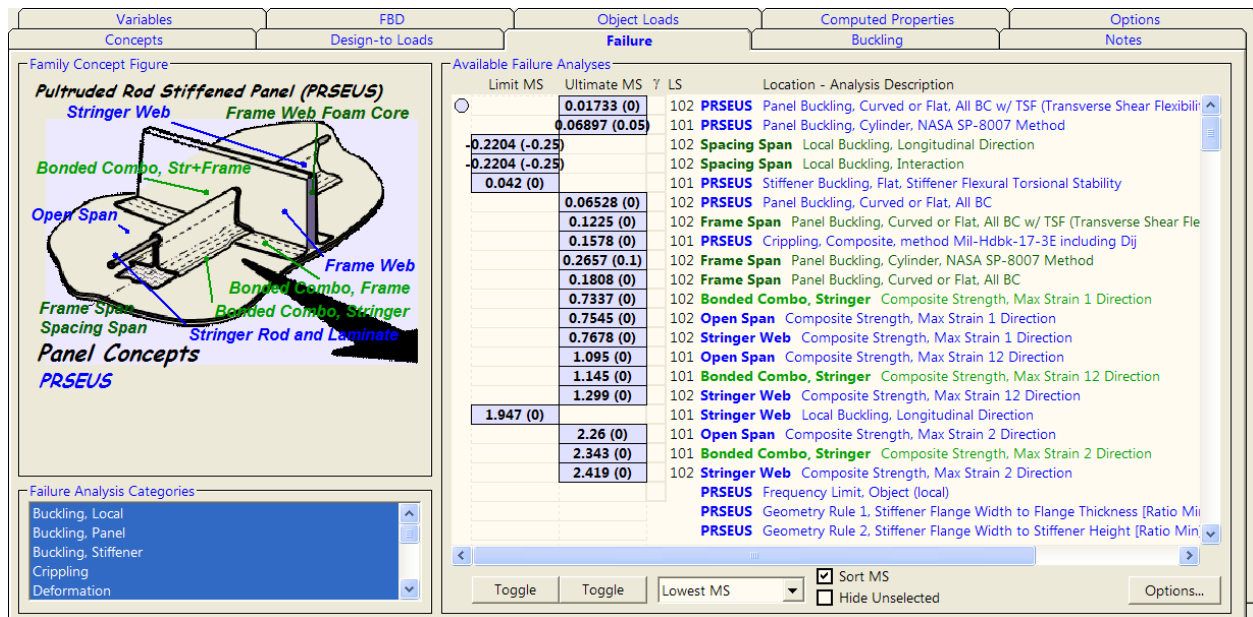 Variables FBD Object Loads Computed Properties Options
Concepts Design-to Loads Failure Buckling Notes
Family Concept Figure
Pultruded Rod Stiffened Panel (PRSEUS)
Stringer Web Frame Web Foam Core
Bonded Combo, Str+Frame
Open Span
Frame Web
Bonded Combo, Frame
Frame Span Bonded Combo, Stringer
Spacing Span
Stringer Rod and Laminate
Panel Concepts
PRSEUS
Failure Analysis Categories
Buckling, Local
Buckling, Panel
Buckling, Stiffener
Crippling
Deformation
Available Failure Analyses
Limit MS Ultimate MS γ LS Location - Analysis Description
0.01733 (0) 102 PRSEUS Panel Buckling, Curved or Flat, All BC w/ TSF (Transverse Shear Flexibili
0.06897 (0.05) 101 PRSEUS Panel Buckling, Cylinder, NASA SP-8007 Method
-0.2204 (-0.25) 102 Spacing Span Local Buckling, Longitudinal Direction
-0.2204 (-0.25) 102 Spacing Span Local Buckling, Interaction
0.042 (0) 101 PRSEUS Stiffener Buckling, Flat, Stiffener Flexural Torsional Stability
0.06528 (0) 102 PRSEUS Panel Buckling, Curved or Flat, All BC
0.1225 (0) 102 Frame Span Panel Buckling, Curved or Flat, All BC w/ TSF (Transverse Shear Fle
0.1578 (0) 101 PRSEUS Crippling, Composite, method Mil-Hdbk-17-3E including Dij
0.2657 (0.1) 102 Frame Span Panel Buckling, Cylinder, NASA SP-8007 Method
0.1808 (0) 102 Frame Span Panel Buckling, Curved or Flat, All BC
0.7337 (0) 102 Bonded Combo, Stringer Composite Strength, Max Strain 1 Direction
0.7545 (0) 102 Open Span Composite Strength, Max Strain 1 Direction
0.7678 (0) 102 Stringer Web Composite Strength, Max Strain 1 Direction
1.095 (0) 101 Open Span Composite Strength, Max Strain 12 Direction
1.145 (0) 101 Bonded Combo, Stringer Composite Strength, Max Strain 12 Direction
1.299 (0) 102 Stringer Web Composite Strength, Max Strain 12 Direction
1.947 (0) 101 Stringer Web Local Buckling, Longitudinal Direction
2.26 (0) 101 Open Span Composite Strength, Max Strain 2 Direction
2.343 (0) 101 Bonded Combo, Stringer Composite Strength, Max Strain 2 Direction
2.419 (0) 102 Stringer Web Composite Strength, Max Strain 2 Direction
PRSEUS Frequency Limit, Object (local)
PRSEUS Geometry Rule 1, Stiffener Flange Width to Flange Thickness [Ratio Mi
PRSEUS Geometry Rule 2, Stiffener Flange Width to Stiffener Height [Ratio Min
Toggle Toggle Lowest MS Sort MS
Hide Unselected
Options...